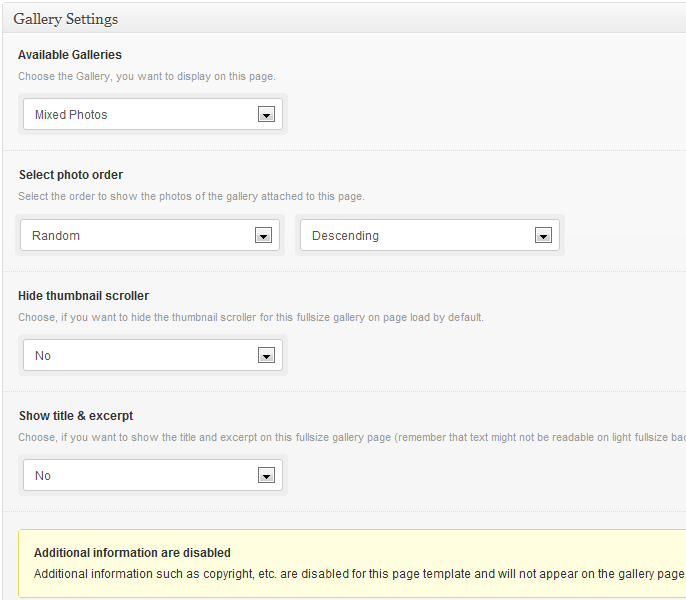 Gallery Settings
Available Galleries
Choose the Gallery, you want to display on this page.
Mixed Photos
Select photo order
Select the order to show the photos of the gallery attached to this page.
Random Descending
Hide thumbnail scroller
Choose, if you want to hide the thumbnail scroller for this fullsize gallery on page load by default.
No
Show title & excerpt
Choose, if you want to show the title and excerpt on this fullsize gallery page (remember that text might not be readable on light fullsize
No
Additional information are disabled
Additional information such as copyright, etc. are disabled for this page template and will not appear on the gallery page